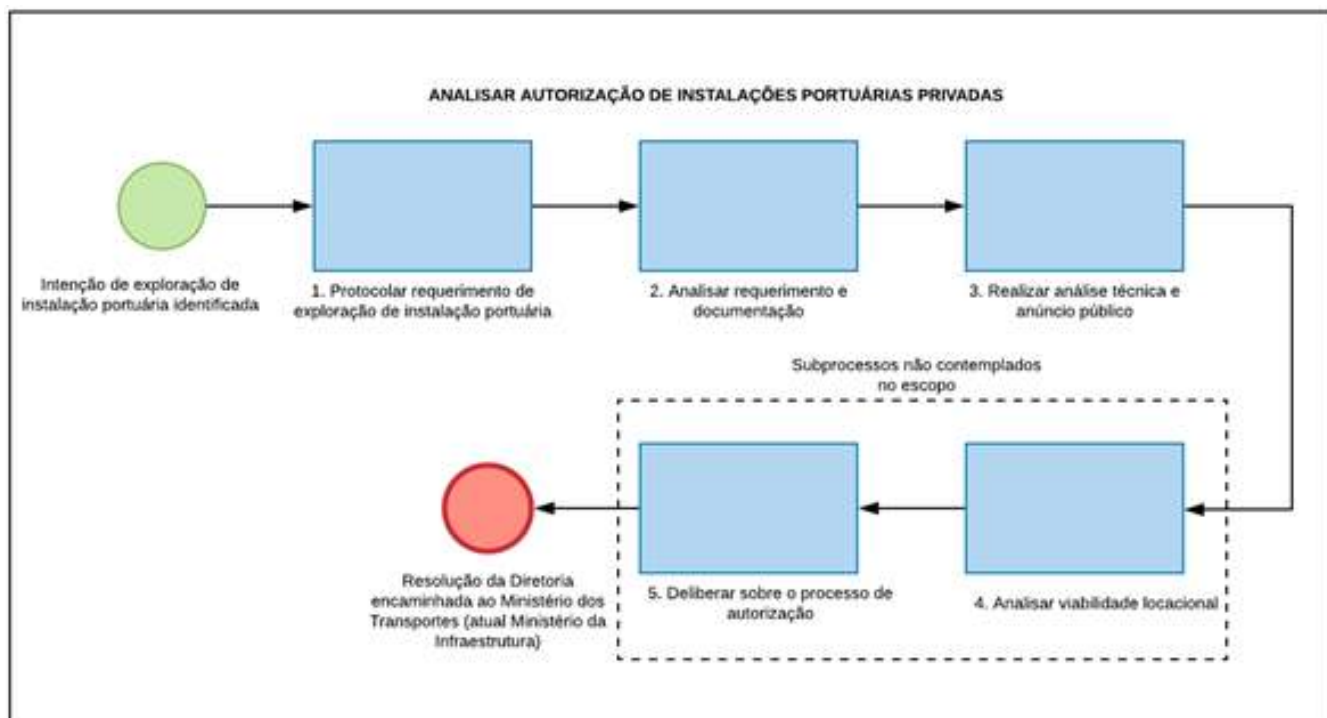 ANALISAR AUTORIZAÇÃO DE INSTALAÇÕES PORTUÁRIAS PRIVADAS
Intenção de exploração de
instalação portuária identificada
1. Protocolar requerimento de
exploração de instalação portuária
2. Analisar requerimento e
documentação
3. Realizar análise técnica e
anúncio público
Subprocessos não contemplados
no escopo
4. Analisar viabilidade locacional
5. Deliberar sobre o processo de
autorização
Resolução da Diretoria
encaminhada ao Ministério dos
Transportes (atual Ministério da
Infraestrutura)